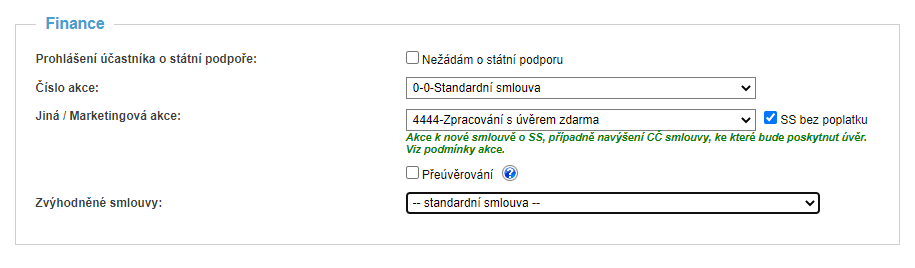 Finance
Prohlášení účastníka o státní podpoře: Nežádám o státní podporu
Číslo akce: 0-0-Standardní smlouva
Jiná / Marketingová akce: 4444-Zpracování s úvěrem zdarma SS bez poplatku
Akce k nové smlouvě o SS, případně navýšení CČ smlouvy, ke které bude poskytnut úvěr.
Viz podmínky akce.
Přeúvěrování ?
Zvýhodněné smlouvy: -- standardní smlouva --